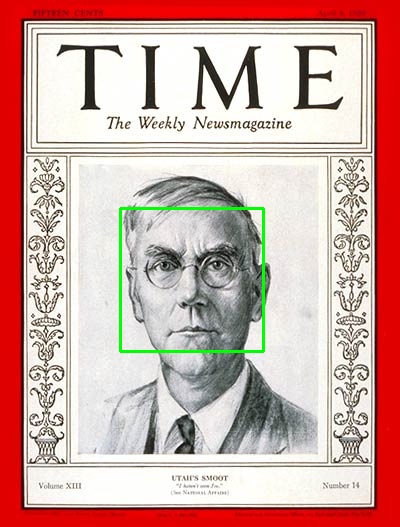 FIFTEEN CENTS
April 8, 1929
TIME
The Weekly Newsmagazine
UTAH'S SMOOT
"I haven't seen Joe."
(See NATIONAL AFFAIRS)
Volume XIII
Number 14